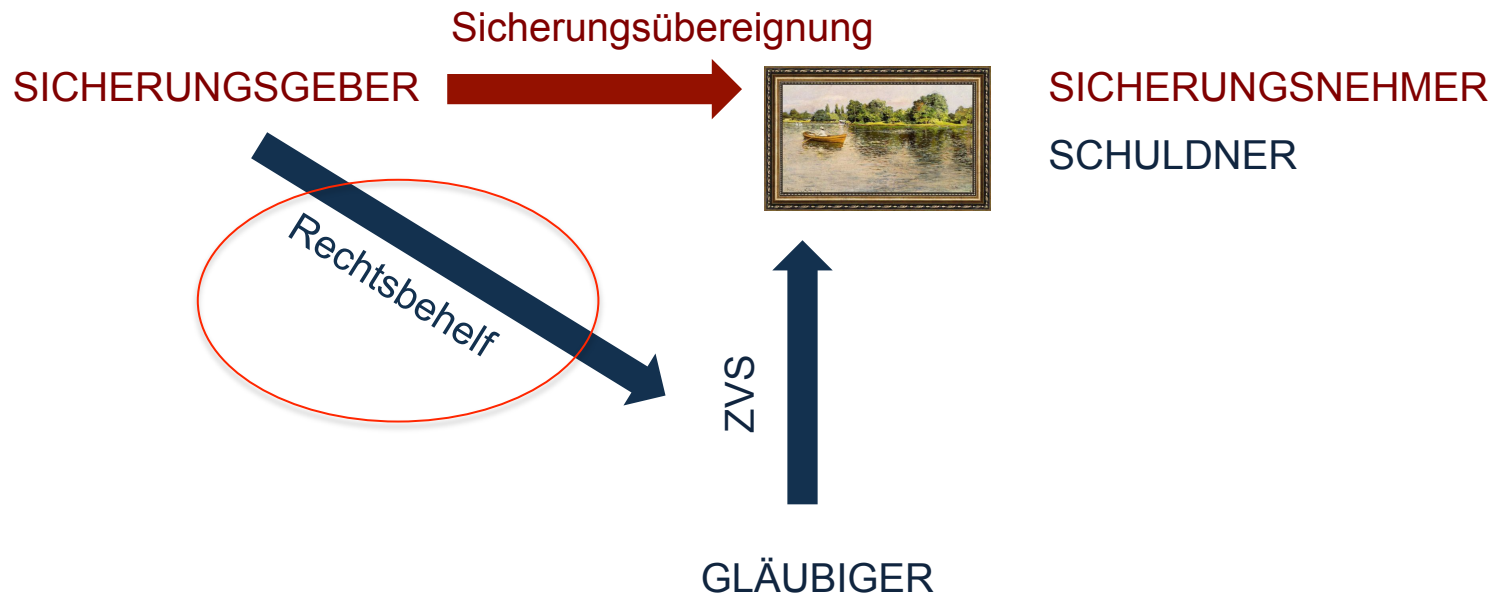 Sicherungsübereignung
SICHERUNGSGEBER
SICHERUNGSNEHMER
SCHULDNER
Rechtsbehelf
ZVS
GLÄUBIGER